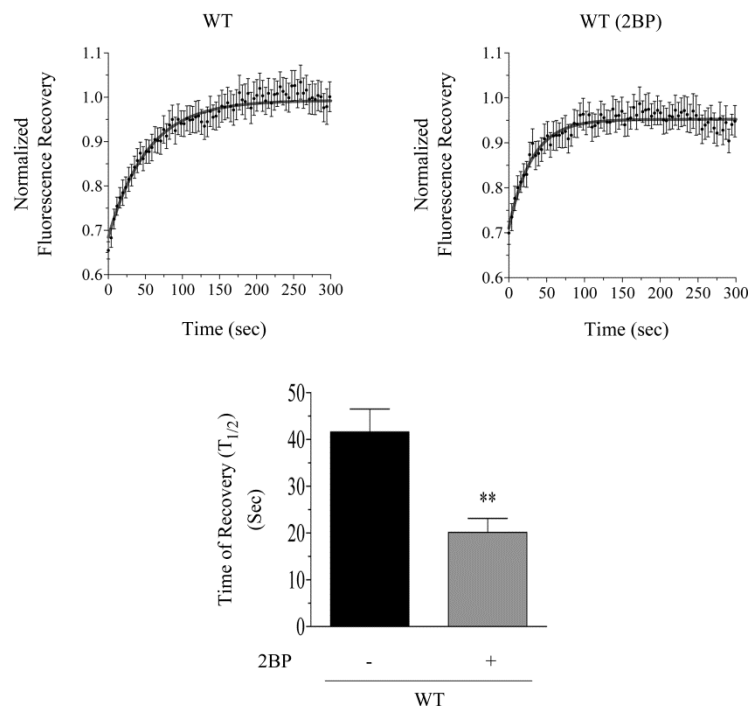 WT
Normalized
Fluorescence Recovery
1.1
1.0
0.9
0.8
0.7
0.6
0 50 100 150 200 250 300
Time (sec)
WT (2BP)
Normalized
Fluorescence Recovery
1.1
1.0
0.9
0.8
0.7
0.6
0 50 100 150 200 250 300
Time (sec)
Time of Recovery (T1/2)
(Sec)
50
40
30
20
10
0
**
2BP - +
WT